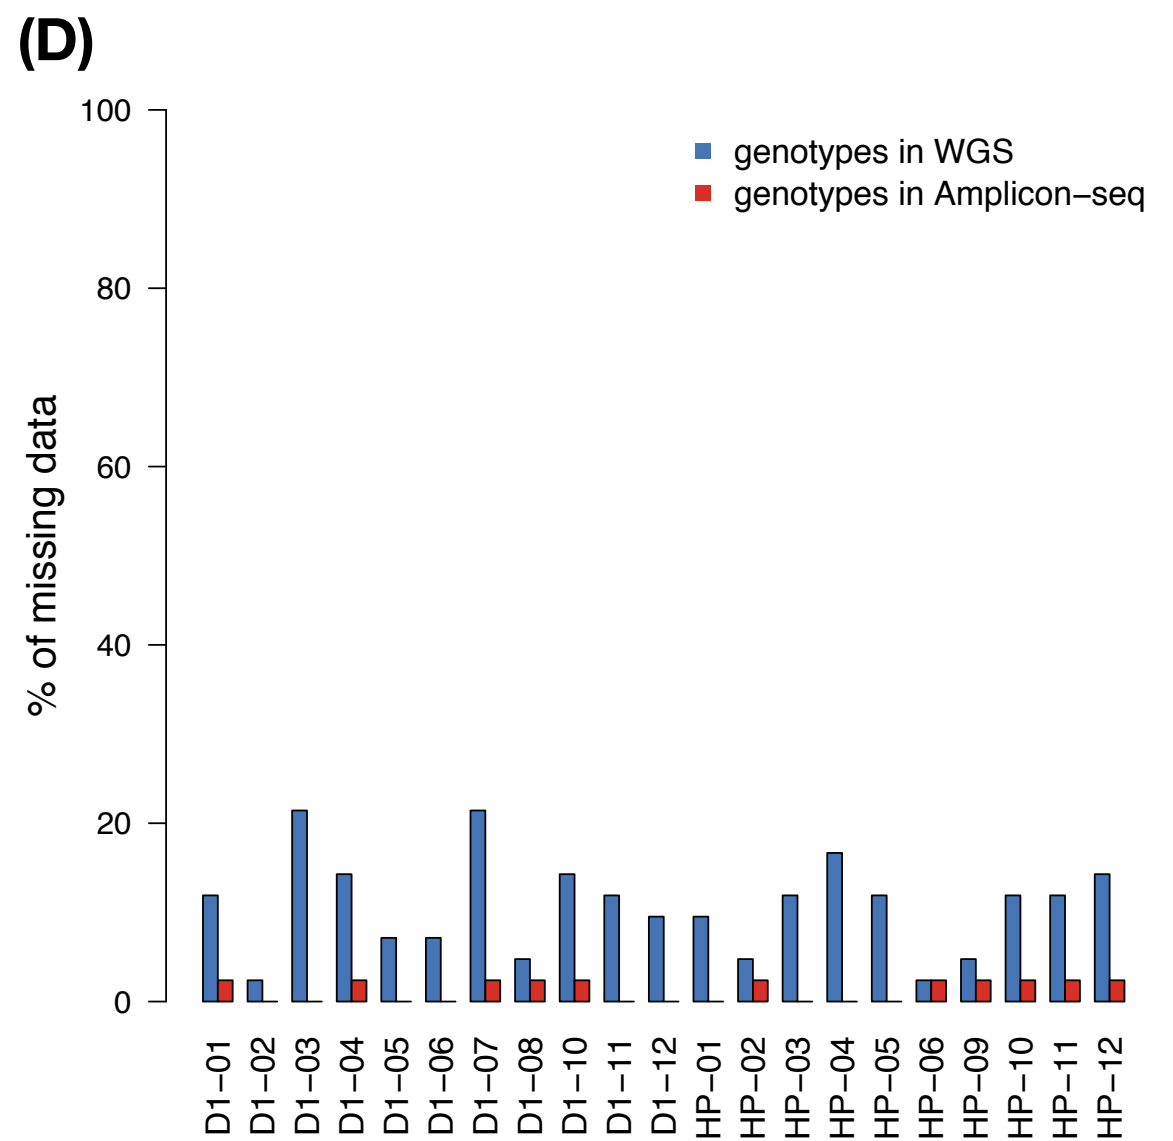 (D)
100
80
60
40
20
0
% of missing data
genotypes in WGS
genotypes in Amplicon−seq
D1−01
D1−02
D1−03
D1−04
D1−05
D1−06
D1−07
D1−08
D1−10
D1−11
D1−12
HP−01
HP−02
HP−03
HP−04
HP−05
HP−06
HP−09
HP−10
HP−11
HP−12